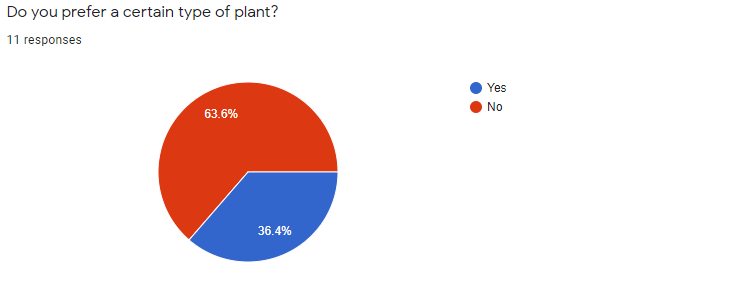 Do you prefer a certain type of plant?
11 responses
Yes
No
63.6%
36.4%